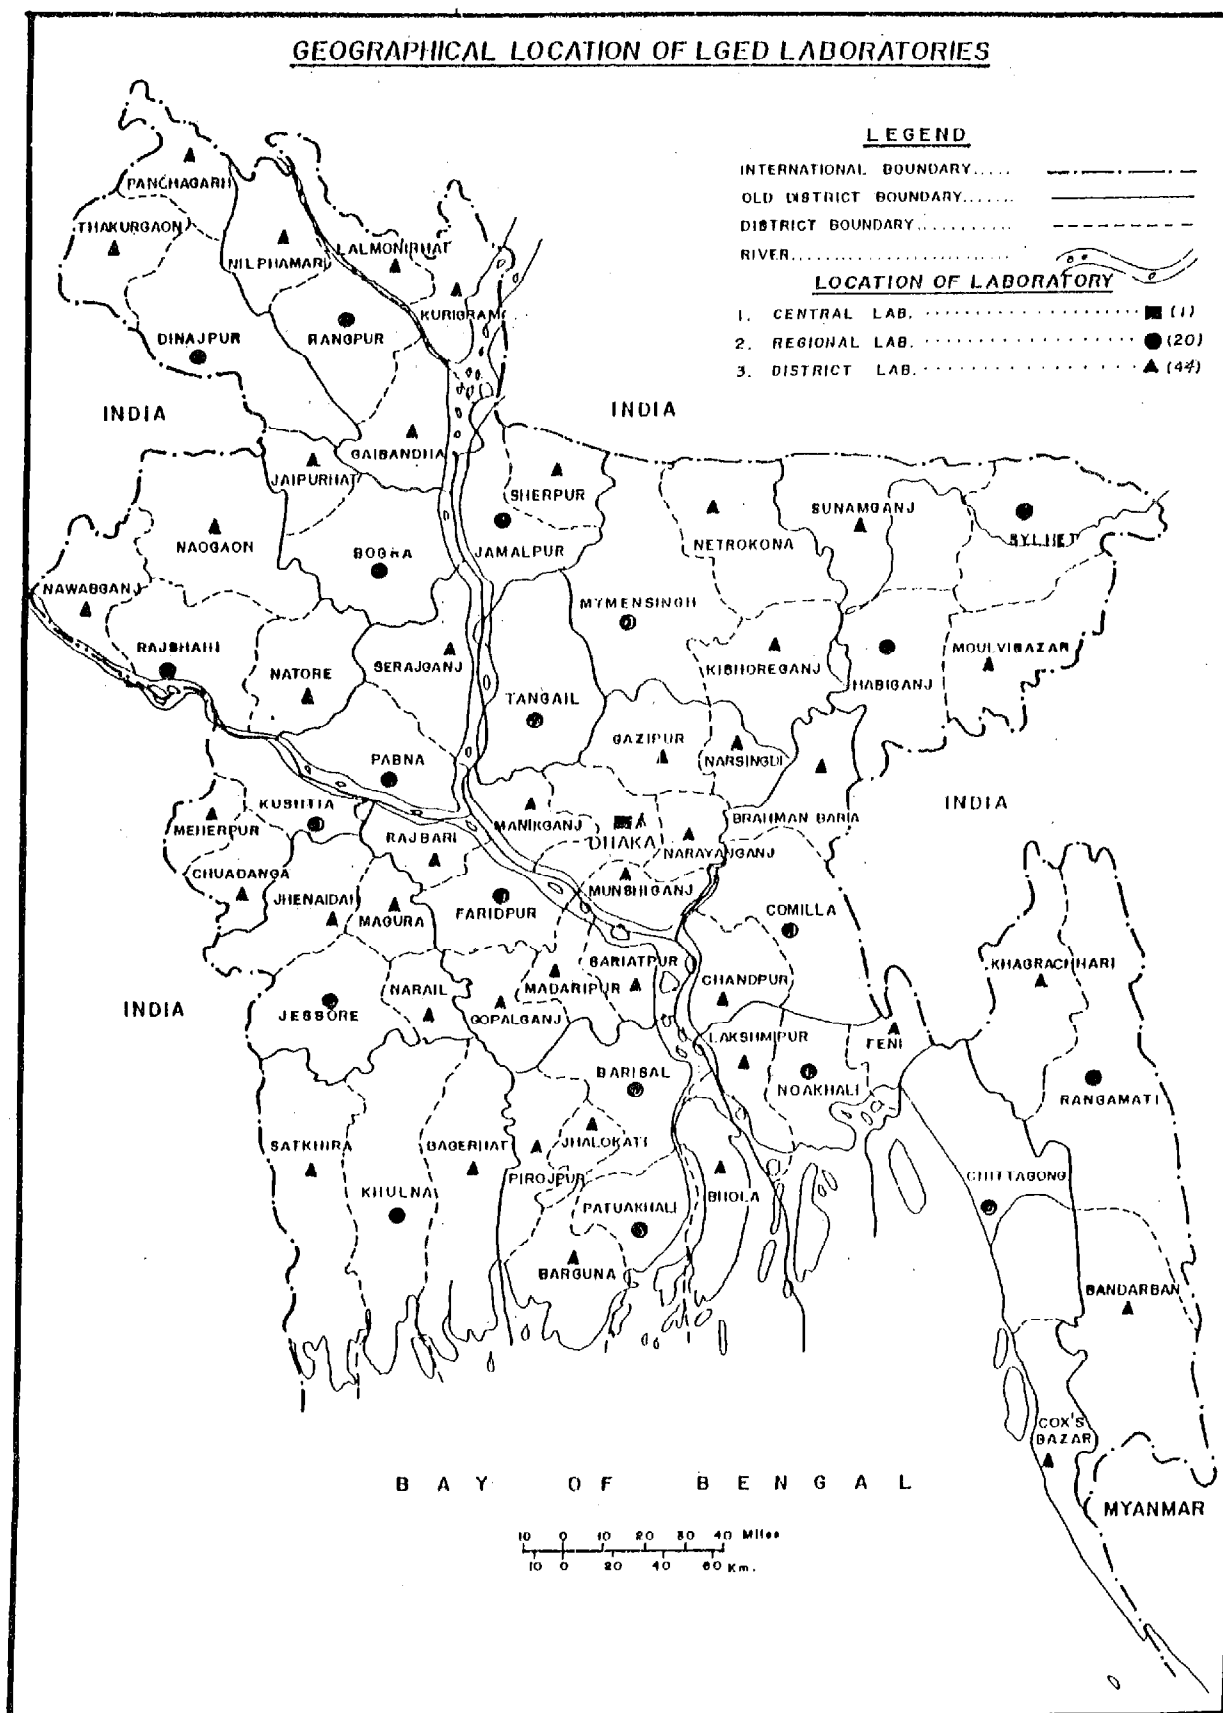 GEOGRAPHICAL LOCATION OF LGED LABORATORIES
LEGEND
INTERNATIONAL BOUNDARY.....
OLD DISTRICT BOUNDARY.......
DISTRICT BOUNDARY...........
RIVER..........................
LOCATION OF LABORATORY
1. CENTRAL LAB. .................... (1)
2. REGIONAL LAB. .................... (20)
3. DISTRICT LAB. .................... (44)
PANCHAGARH
THAKURGAON
NILPHAMARI
LALMONIRHAT
KURIGRAM
DINAJPUR
RANGPUR
INDIA
INDIA
GAIBANDHA
JAIPURHAT
SHERPUR
NAOGAON
BOGRA
JAMALPUR
NETROKONA
SUNAMGANJ
SYLHET
NAWABGANJ
MYMENSINGH
RAJSHAHI
NATORE
SERAJGANJ
KISHOREGANJ
HABIGANJ
MOULVIBAZAR
TANGAIL
GAZIPUR
NARSINGDI
PABNA
INDIA
KUSHTIA
MEHERPUR
RAJBARI
MANIKGANJ
DHAKA
NARAYANGANJ
BRAHMAN BARIA
CHUADANGA
JHENAIDAH
MAGURA
FARIDPUR
MUNSHIGANJ
COMILLA
INDIA
JESSORE
NARAIL
GOPALGANJ
MADARIPUR
SARIATPUR
CHANDPUR
KHAGRACHHARI
LAKSHMIPUR
FENI
BARISAL
NOAKHALI
RANGAMATI
SATKHIRA
BAGERHAT
JHALOKATI
PIROJPUR
KHULNA
PATUAKHALI
BHOLA
CHITTAGONG
BARGUNA
BANDARBAN
COX'S
BAZAR
BAY OF BENGAL
MYANMAR
10 0 10 20 30 40 Miles
10 0 20 40 60 Km.